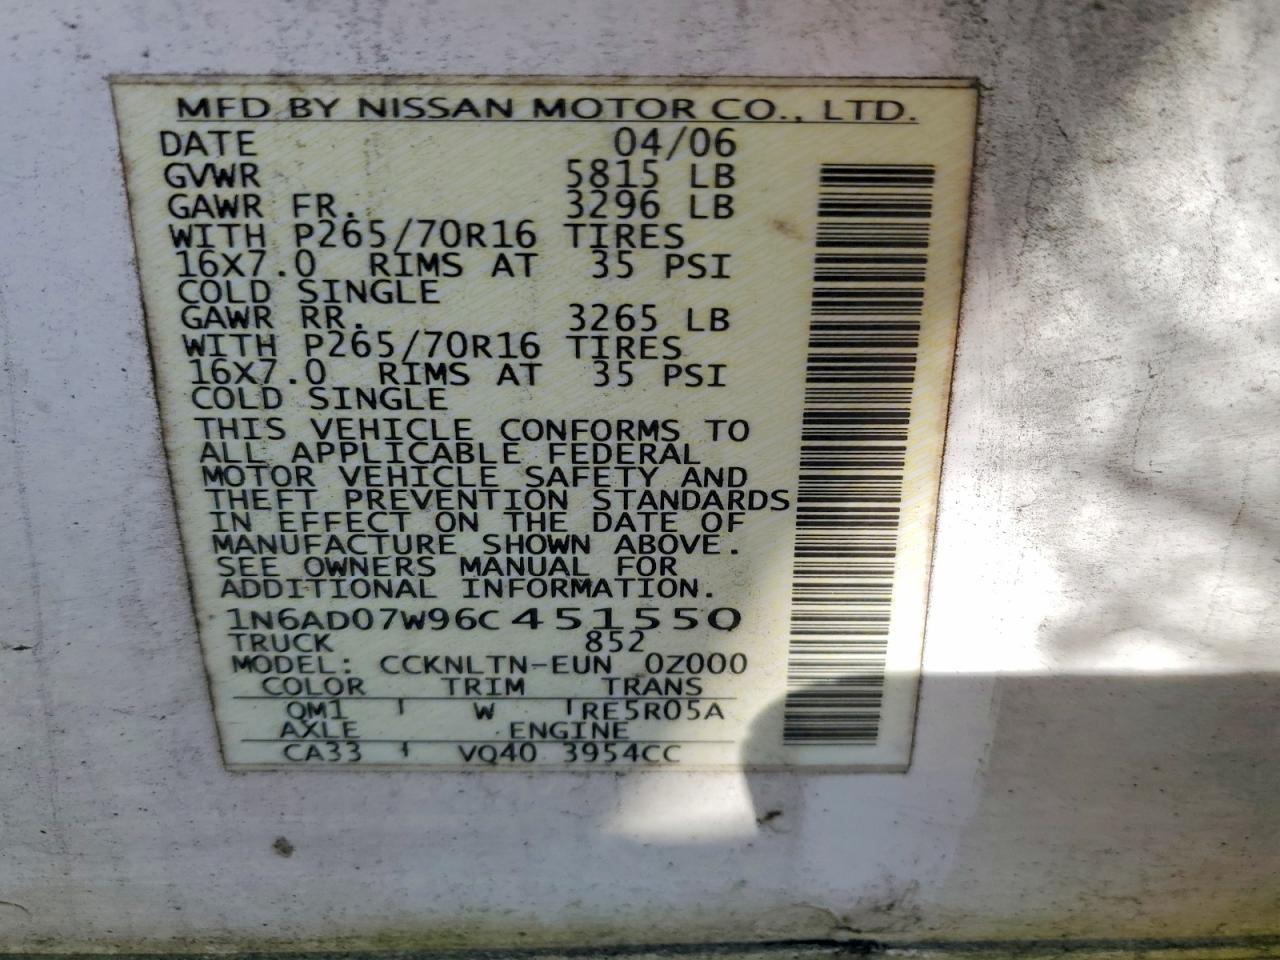 MFD BY NISSAN MOTOR CO., LTD.
DATE 04/06
GVWR 5815 LB
GAWR FR. 3296 LB
WITH P265/70R16 TIRES
16X7.0 RIMS AT 35 PSI
COLD SINGLE
GAWR RR. 3265 LB
WITH P265/70R16 TIRES
16X7.0 RIMS AT 35 PSI
COLD SINGLE
THIS VEHICLE CONFORMS TO
ALL APPLICABLE FEDERAL
MOTOR VEHICLE SAFETY AND
THEFT PREVENTION STANDARDS
IN EFFECT ON THE DATE OF
MANUFACTURE SHOWN ABOVE.
SEE OWNERS MANUAL FOR
ADDITIONAL INFORMATION.
1N6AD07W96C451550
TRUCK 852
MODEL: CCKNLTN-EUN 0Z000
COLOR TRIM TRANS
QM1 W RE5R05A
AXLE ENGINE
CA33 VQ40 3954CC